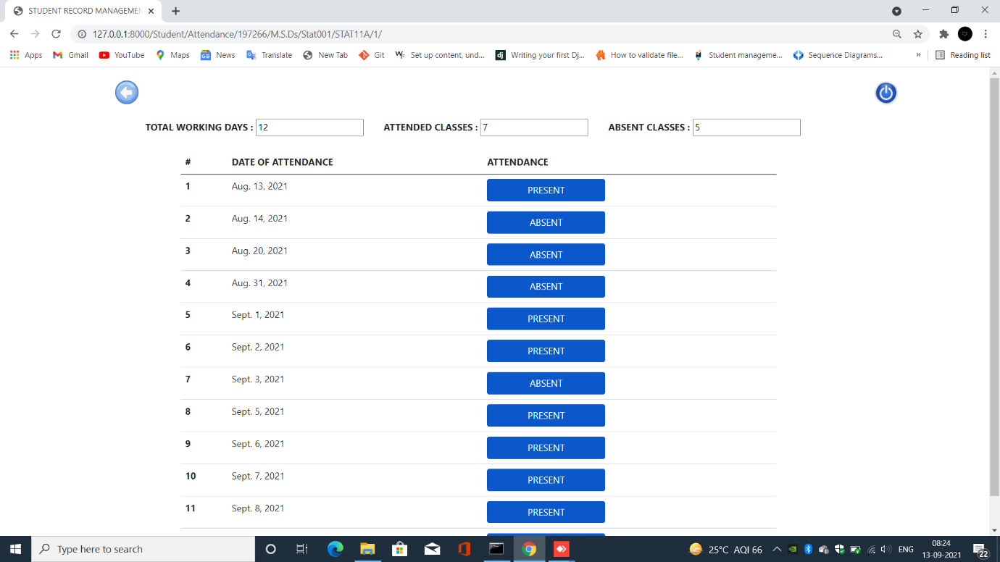 STUDENT RECORD MANAGEMEN
127.0.0.1:8000/Student/Attendance/197266/M.S.Ds/Stat001/STAT11A/1/
Apps Gmail YouTube Maps News Translate New Tab Git Set up content, und... Writing your first Dj... How to validate file... Student manageme... Sequence Diagrams... » Reading list
TOTAL WORKING DAYS : 12 ATTENDED CLASSES : 7 ABSENT CLASSES : 5
# DATE OF ATTENDANCE ATTENDANCE
1 Aug. 13, 2021 PRESENT
2 Aug. 14, 2021 ABSENT
3 Aug. 20, 2021 ABSENT
4 Aug. 31, 2021 ABSENT
5 Sept. 1, 2021 PRESENT
6 Sept. 2, 2021 PRESENT
7 Sept. 3, 2021 ABSENT
8 Sept. 5, 2021 PRESENT
9 Sept. 6, 2021 PRESENT
10 Sept. 7, 2021 PRESENT
11 Sept. 8, 2021 PRESENT
Type here to search 25°C AQI 66 ENG 08:24
13-09-2021 22